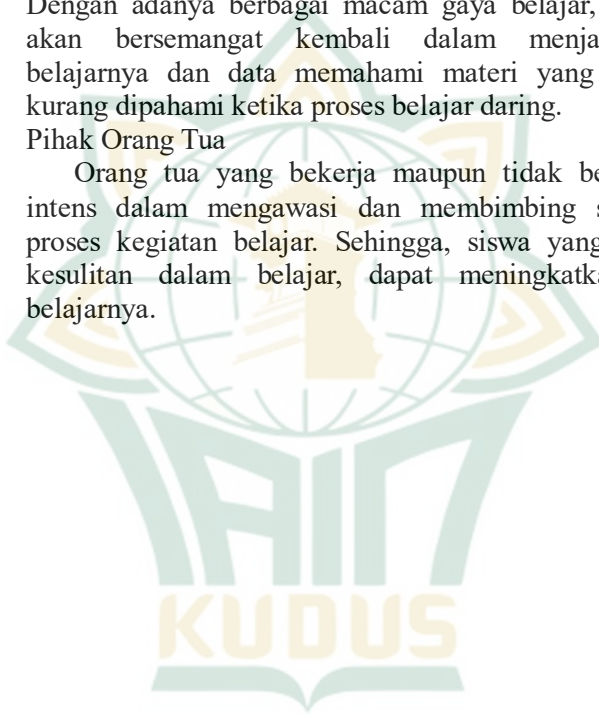 Dengan adanya berbagai macam gaya belajar,
akan bersemangat kembali dalam menja
belajarnya dan data memahami materi yang
kurang dipahami ketika proses belajar daring.
Pihak Orang Tua
Orang tua yang bekerja maupun tidak be
intens dalam mengawasi dan membimbing s
proses kegiatan belajar. Sehingga, siswa yang
kesulitan dalam belajar, dapat meningkatka
belajarnya.
IAIN
KUDUS